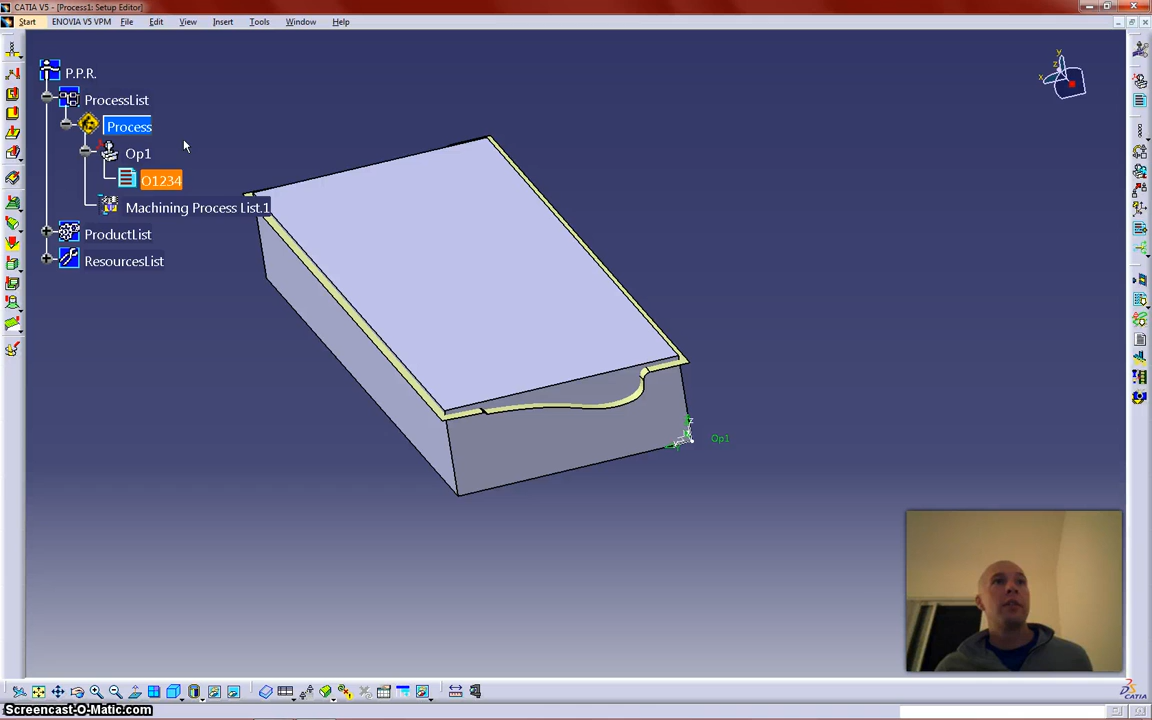 CATIA V5 - [Process1: Setup Editor]
Start ENOVIA V5 VPM File Edit View Insert Tools Window Help
P.P.R.
ProcessList
Process
Op1
O1234
Machining Process List.1
ProductList
ResourcesList
y
z
x
z
Op1
CATIA
Screencast-O-Matic.com